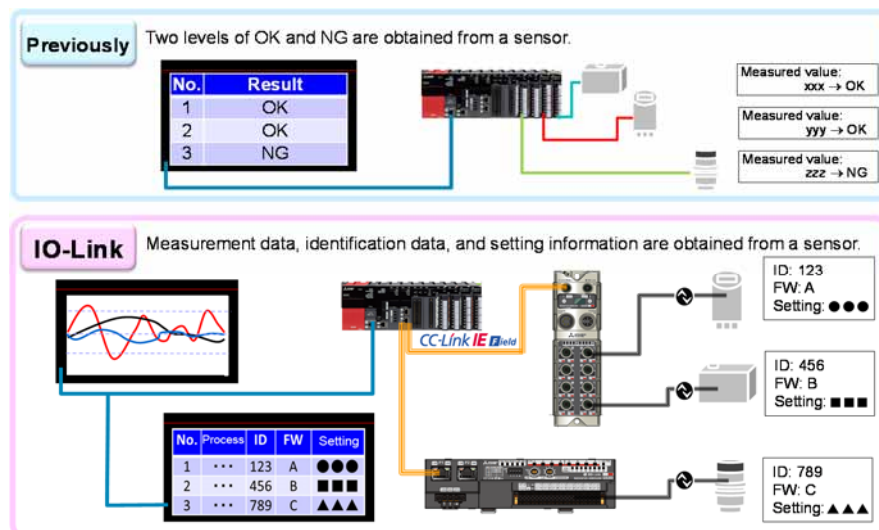 Previously
Two levels of OK and NG are obtained from a sensor.
No. Result
1 OK
2 OK
3 NG
Measured value:
xxx → OK
Measured value:
yyy → OK
Measured value:
zzz → NG
IO-Link
Measurement data, identification data, and setting information are obtained from a sensor.
CC-Link IE Field
ID: 123
FW: A
Setting: ●●●
ID: 456
FW: B
Setting: ■■■
No. Process ID FW Setting
1 ··· 123 A ●●●
2 ··· 456 B ■■■
3 ··· 789 C ▲▲▲
ID: 789
FW: C
Setting: ▲▲▲